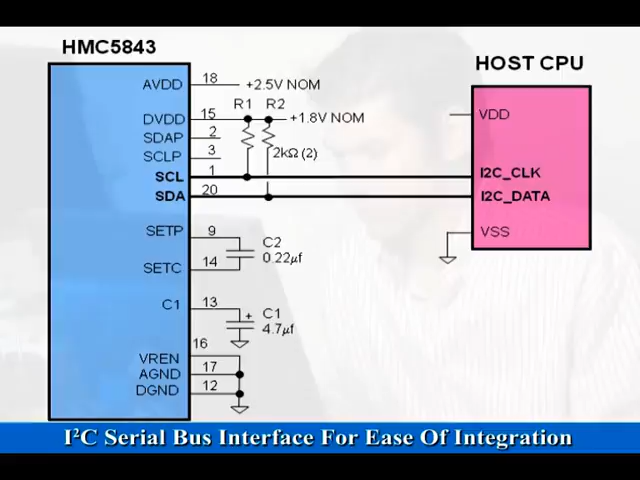 HMC5843
HOST CPU
AVDD 18 +2.5V NOM
R1 R2
DVDD 15 +1.8V NOM
VDD
SDAP 2
SCLP 3 2kΩ(2)
SCL 1 I2C_CLK
SDA 20 I2C_DATA
SETP 9 VSS
C2
0.22µf
SETC 14
C1 13 + C1
4.7µf
16
VREN
AGND 17
DGND 12
I²C Serial Bus Interface For Ease Of Integration